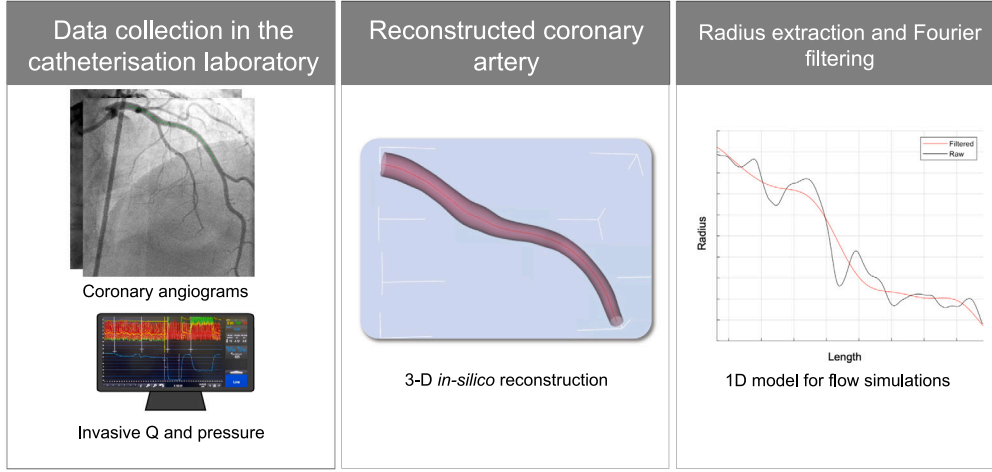 Data collection in the
catheterisation laboratory
Coronary angiograms
Invasive Q and pressure
Reconstructed coronary
artery
3-D in-silico reconstruction
Radius extraction and Fourier
filtering
Filtered
Raw
Radius
Length
1D model for flow simulations